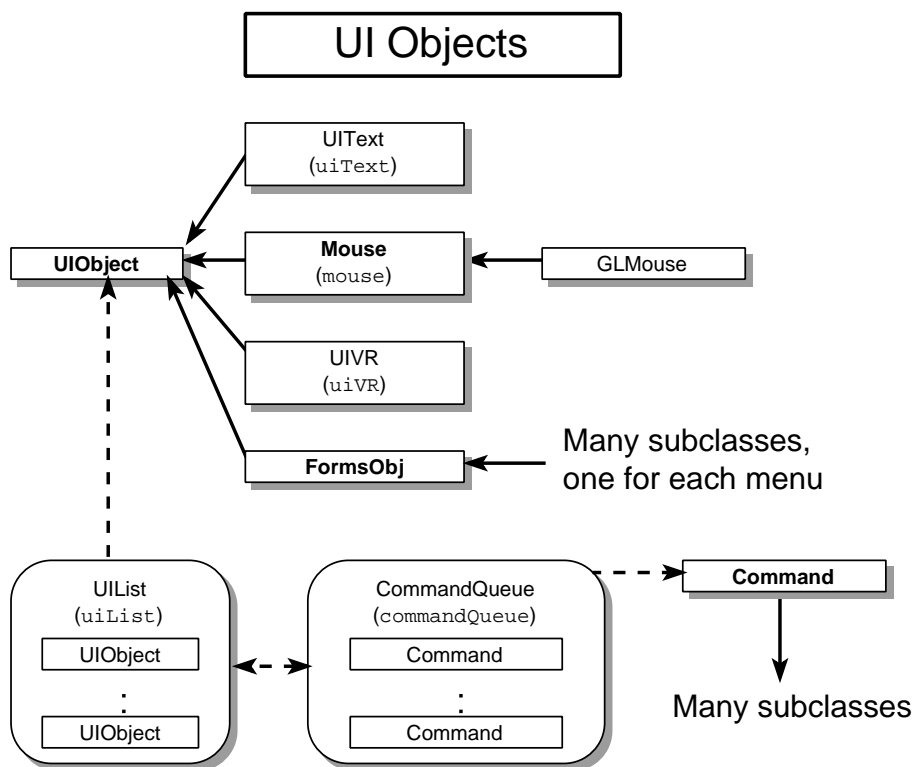 UI Objects
UIText
(uiText)
UIObject
Mouse
(mouse)
GLMouse
UIVR
(uiVR)
FormsObj
Many subclasses,
one for each menu
UIList
(uiList)
UIObject
:
UIObject
CommandQueue
(commandQueue)
Command
:
Command
Command
Many subclasses